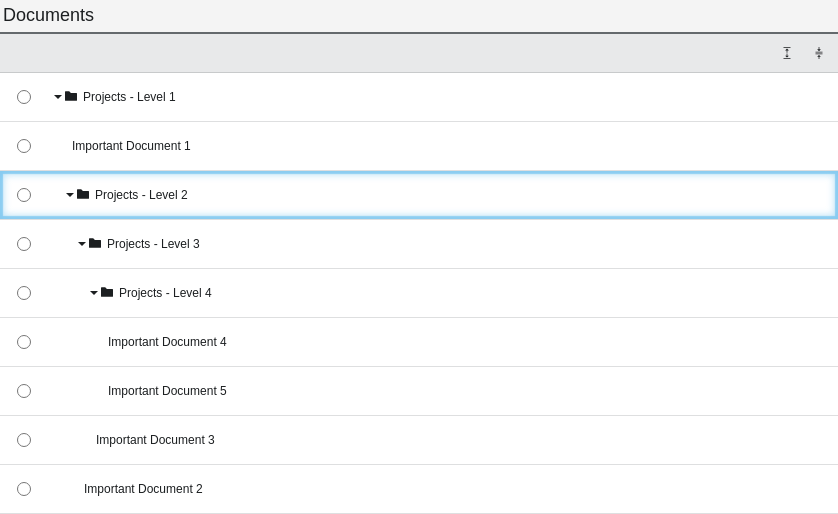 Documents
Projects - Level 1
Important Document 1
Projects - Level 2
Projects - Level 3
Projects - Level 4
Important Document 4
Important Document 5
Important Document 3
Important Document 2